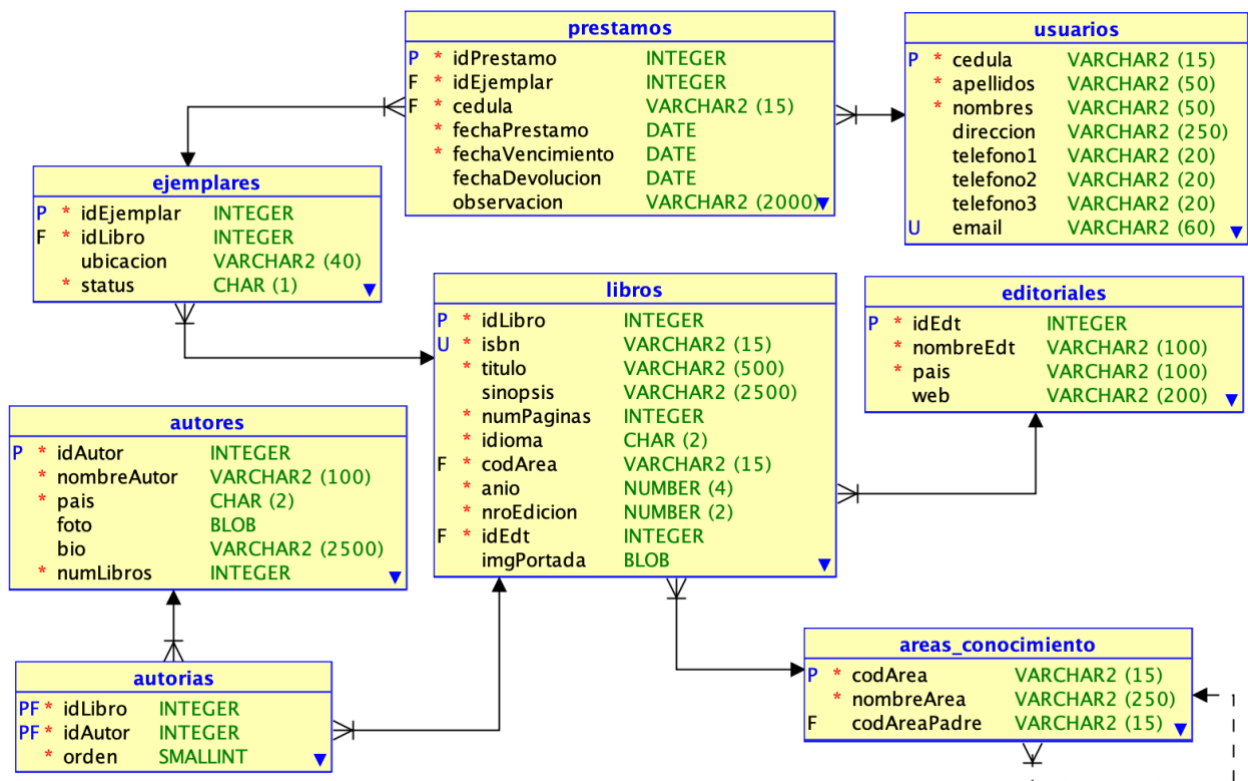 prestamos
P * idPrestamo INTEGER
F * idEjemplar INTEGER
F * cedula VARCHAR2 (15)
* fechaPrestamo DATE
* fechaVencimiento DATE
fechaDevolucion DATE
observacion VARCHAR2 (2000)
usuarios
P * cedula VARCHAR2 (15)
* apellidos VARCHAR2 (50)
* nombres VARCHAR2 (50)
direccion VARCHAR2 (250)
telefono1 VARCHAR2 (20)
telefono2 VARCHAR2 (20)
telefono3 VARCHAR2 (20)
U email VARCHAR2 (60)
ejemplares
P * idEjemplar INTEGER
F * idLibro INTEGER
ubicacion VARCHAR2 (40)
* status CHAR (1)
libros
P * idLibro INTEGER
U * isbn VARCHAR2 (15)
* titulo VARCHAR2 (500)
sinopsis VARCHAR2 (2500)
* numPaginas INTEGER
* idioma CHAR (2)
F * codArea VARCHAR2 (15)
* anio NUMBER (4)
* nroEdicion NUMBER (2)
F * idEdt INTEGER
imgPortada BLOB
editoriales
P * idEdt INTEGER
* nombreEdt VARCHAR2 (100)
* pais VARCHAR2 (100)
web VARCHAR2 (200)
autores
P * idAutor INTEGER
* nombreAutor VARCHAR2 (100)
* pais CHAR (2)
foto BLOB
bio VARCHAR2 (2500)
* numLibros INTEGER
autorias
PF * idLibro INTEGER
PF * idAutor INTEGER
* orden SMALLINT
areas_conocimiento
P * codArea VARCHAR2 (15)
* nombreArea VARCHAR2 (250)
F codAreaPadre VARCHAR2 (15)